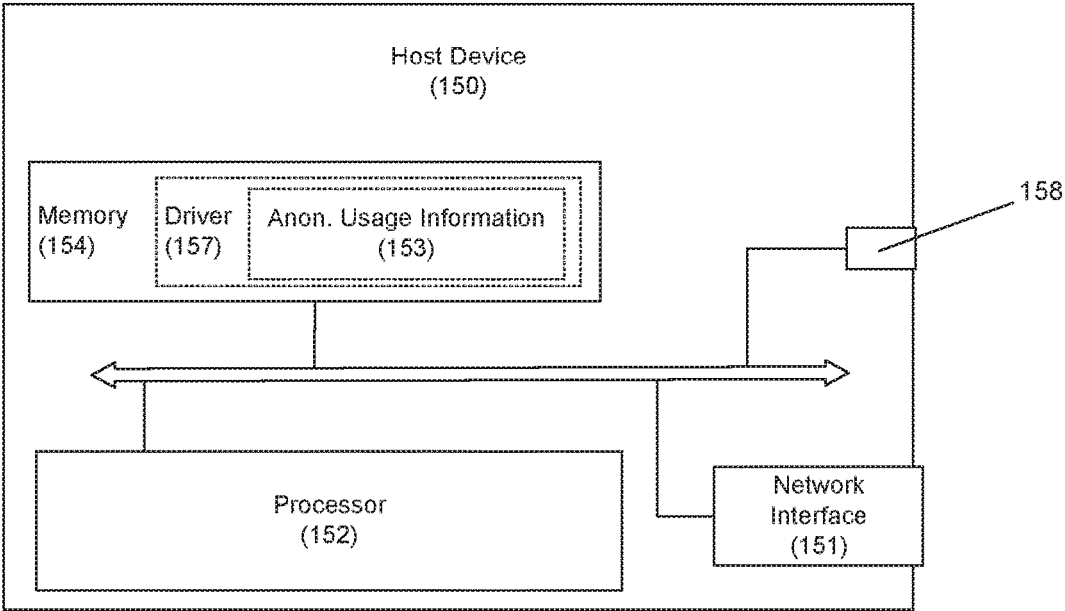 Host Device
(150)
Memory
(154)
Driver
(157)
Anon. Usage Information
(153)
158
Processor
(152)
Network
Interface
(151)